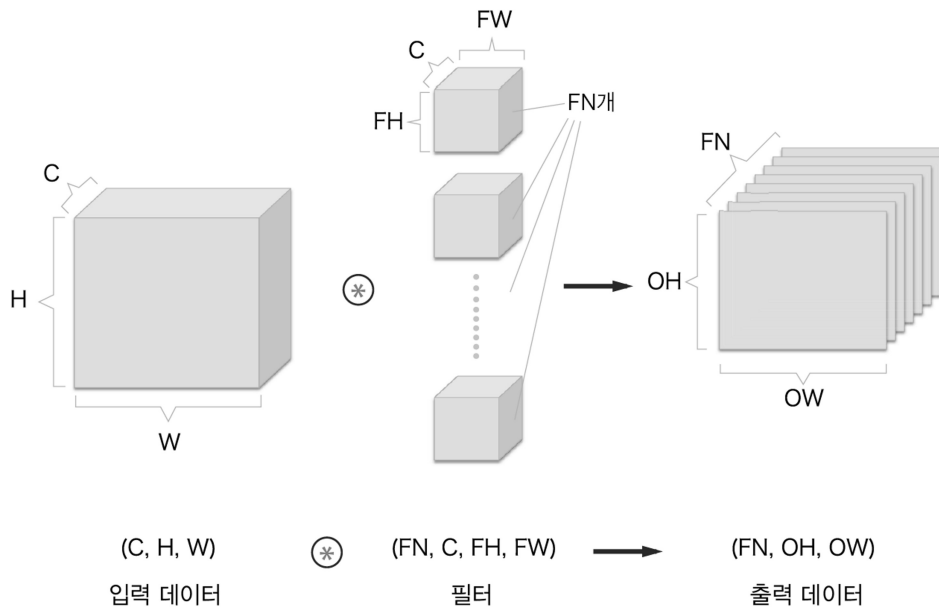 FW
C
FH
FN개
FN
C
H
OH
W
OW
(C, H, W)
(FN, C, FH, FW)
(FN, OH, OW)
입력 데이터
필터
출력 데이터